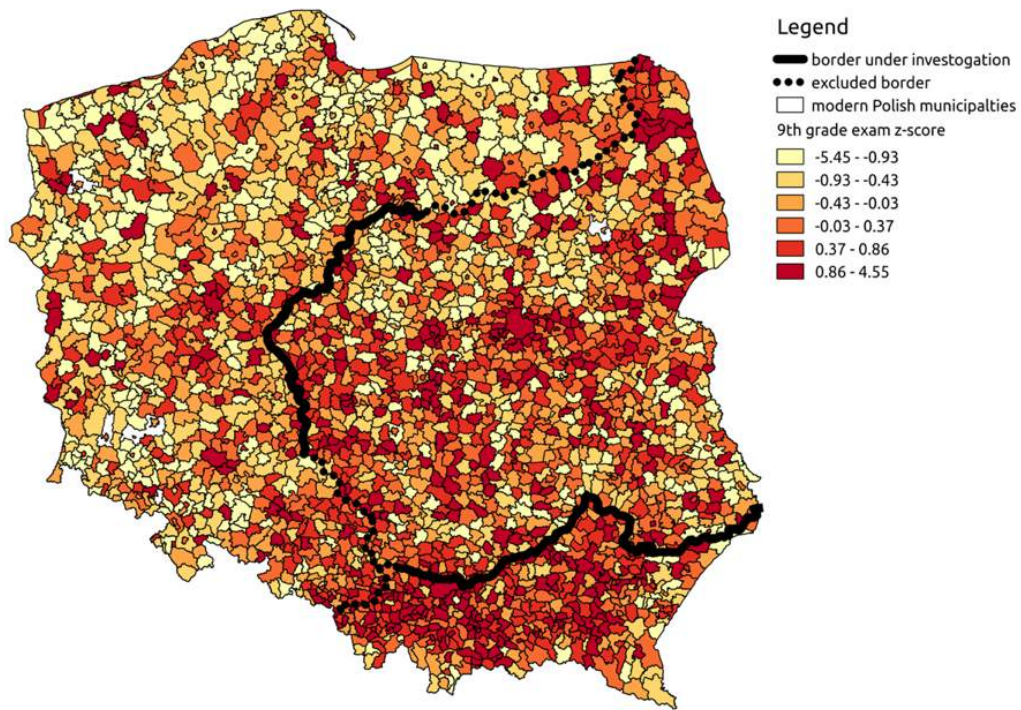 Legend
border under investogation
excluded border
modern Polish municipalties
9th grade exam z-score
-5.45 - -0.93
-0.93 - -0.43
-0.43 - -0.03
-0.03 - 0.37
0.37 - 0.86
0.86 - 4.55